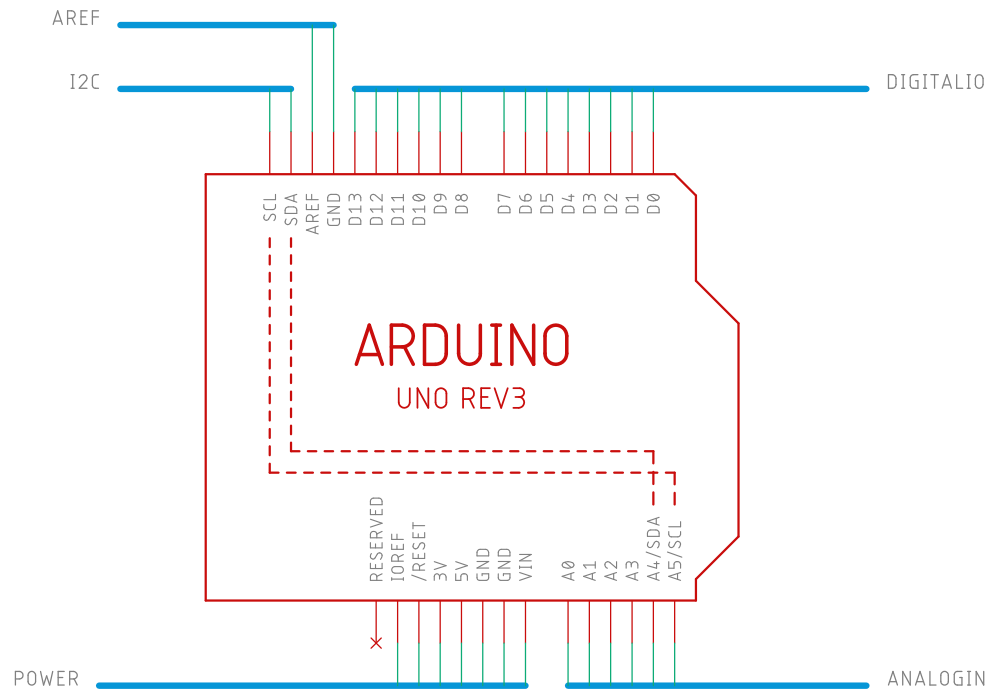 AREF
I2C
DIGITALIO
SCL
SDA
AREF
GND
D13
D12
D11
D10
D9
D8
D7
D6
D5
D4
D3
D2
D1
D0
ARDUINO
UNO REV3
RESERVED
IOREF
/RESET
3V
5V
GND
GND
VIN
A0
A1
A2
A3
A4/SDA
A5/SCL
POWER
ANALOGIN